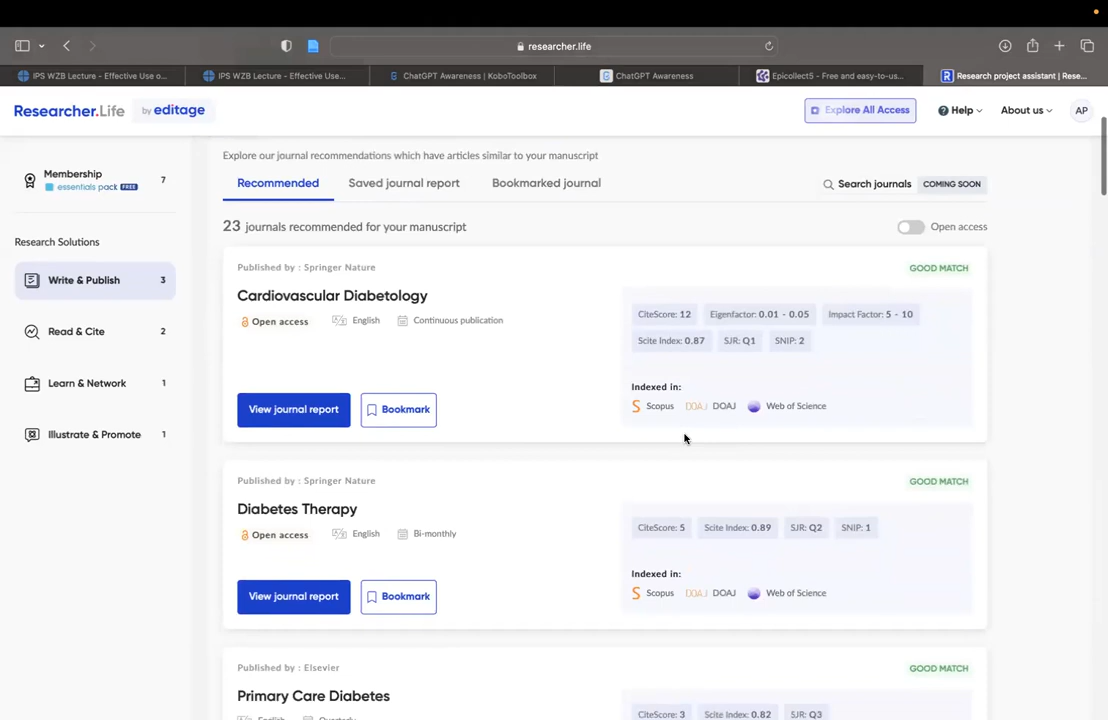 researcher.life
IPS WZB Lecture - Effective Use o...
IPS WZB Lecture - Effective Use...
ChatGPT Awareness | KoboToolbox
ChatGPT Awareness
Epicollect5 - Free and easy-to-us...
Research project assistant | Rese...
Researcher.Life
by editage
Explore All Access
Help
About us
AP
Membership
essentials pack FREE
7
Research Solutions
Write & Publish
3
Read & Cite
2
Learn & Network
1
Illustrate & Promote
1
Explore our journal recommendations which have articles similar to your manuscript
Recommended
Saved journal report
Bookmarked journal
Search journals
COMING SOON
23 journals recommended for your manuscript
Open access
Published by : Springer Nature
GOOD MATCH
Cardiovascular Diabetology
Open access
English
Continuous publication
CiteScore: 12
Eigenfactor: 0.01 - 0.05
Impact Factor: 5 - 10
Scite Index: 0.87
SJR: Q1
SNIP: 2
Indexed in:
Scopus
DOAJ DOAJ
Web of Science
View journal report
Bookmark
Published by : Springer Nature
GOOD MATCH
Diabetes Therapy
Open access
English
Bi-monthly
CiteScore: 5
Scite Index: 0.89
SJR: Q2
SNIP: 1
Indexed in:
Scopus
DOAJ DOAJ
Web of Science
View journal report
Bookmark
Published by : Elsevier
GOOD MATCH
Primary Care Diabetes
English
Quarterly
CiteScore: 3
Scite Index: 0.82
SJR: Q3